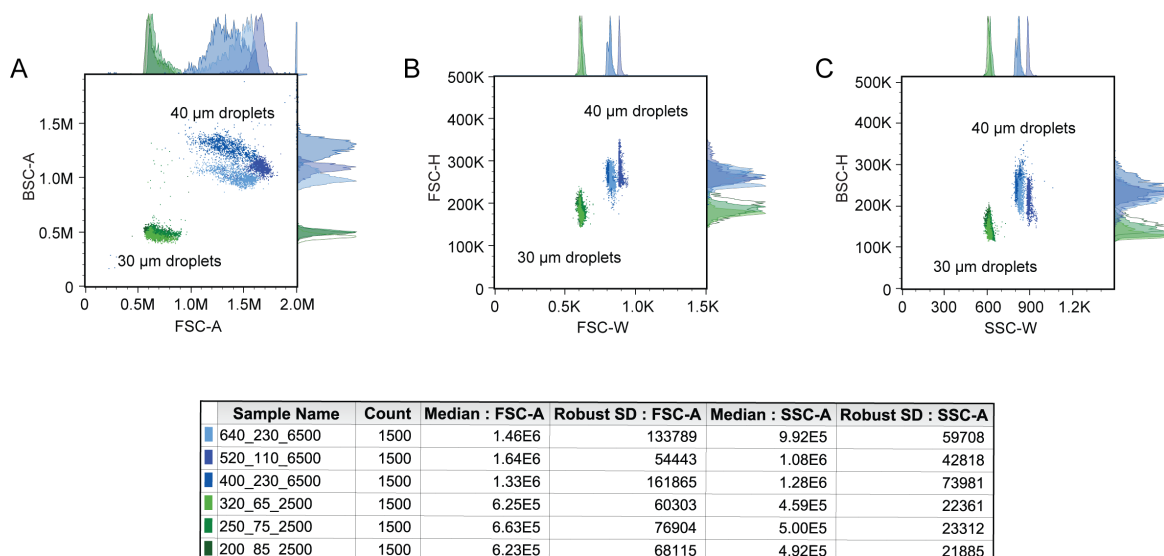 A
B
C
40 µm droplets
30 µm droplets
BSC-A
1.5M
1.0M
0.5M
0
0 0.5M 1.0M 1.5M 2.0M
FSC-A
500K
400K
300K
200K
100K
0
FSC-H
40 µm droplets
30 µm droplets
0 0.5K 1.0K 1.5K
FSC-W
500K
400K
300K
200K
100K
0
BSC-H
40 µm droplets
30 µm droplets
0 300 600 900 1.2K
SSC-W
Sample Name Count Median : FSC-A Robust SD : FSC-A Median : SSC-A Robust SD : SSC-A
640_230_6500 1500 1.46E6 133789 9.92E5 59708
520_110_6500 1500 1.64E6 54443 1.08E6 42818
400_230_6500 1500 1.33E6 161865 1.28E6 73981
320_65_2500 1500 6.25E5 60303 4.59E5 22361
250_75_2500 1500 6.63E5 76904 5.00E5 23312
200_85_2500 1500 6.23E5 68115 4.92E5 21885